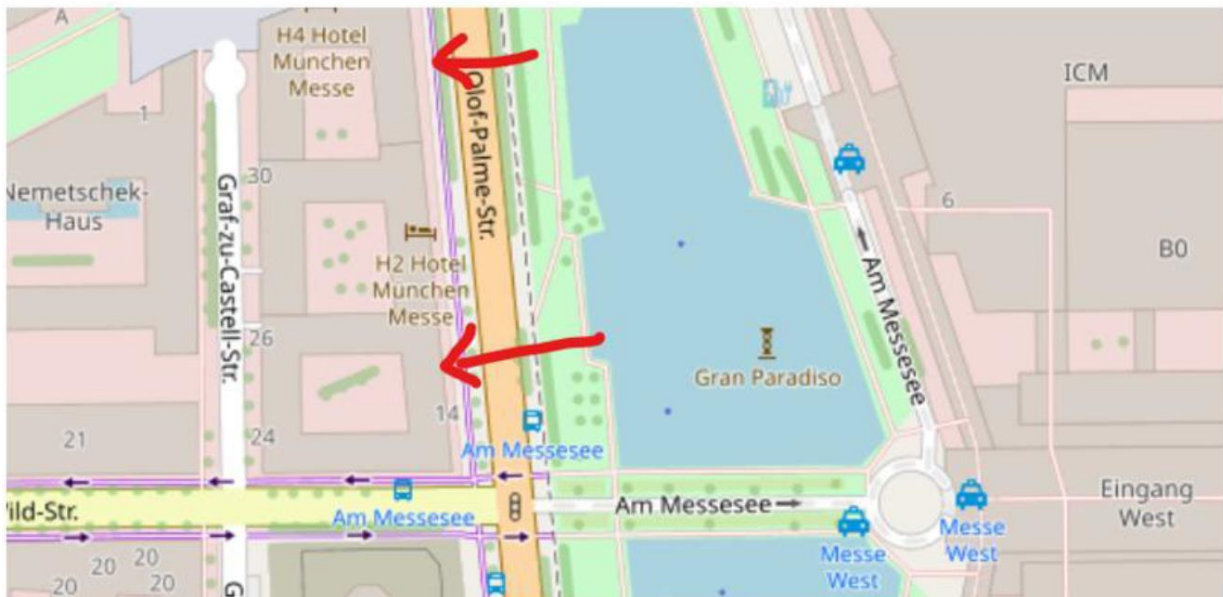 A
H4 Hotel
München
Messe
1
Nemetschek-
Haus
30
Graf-zu-Castell-Str.
26
24
21
Olof-Palme-Str.
H2 Hotel
München
Messe
14
Gran Paradiso
Am Messesee
ICM
6
B0
Am Messesee
Am Messesee
Am Messesee
Eingang
West
Messe
West
Messe
West
ild-Str.
20
20
20
20
G